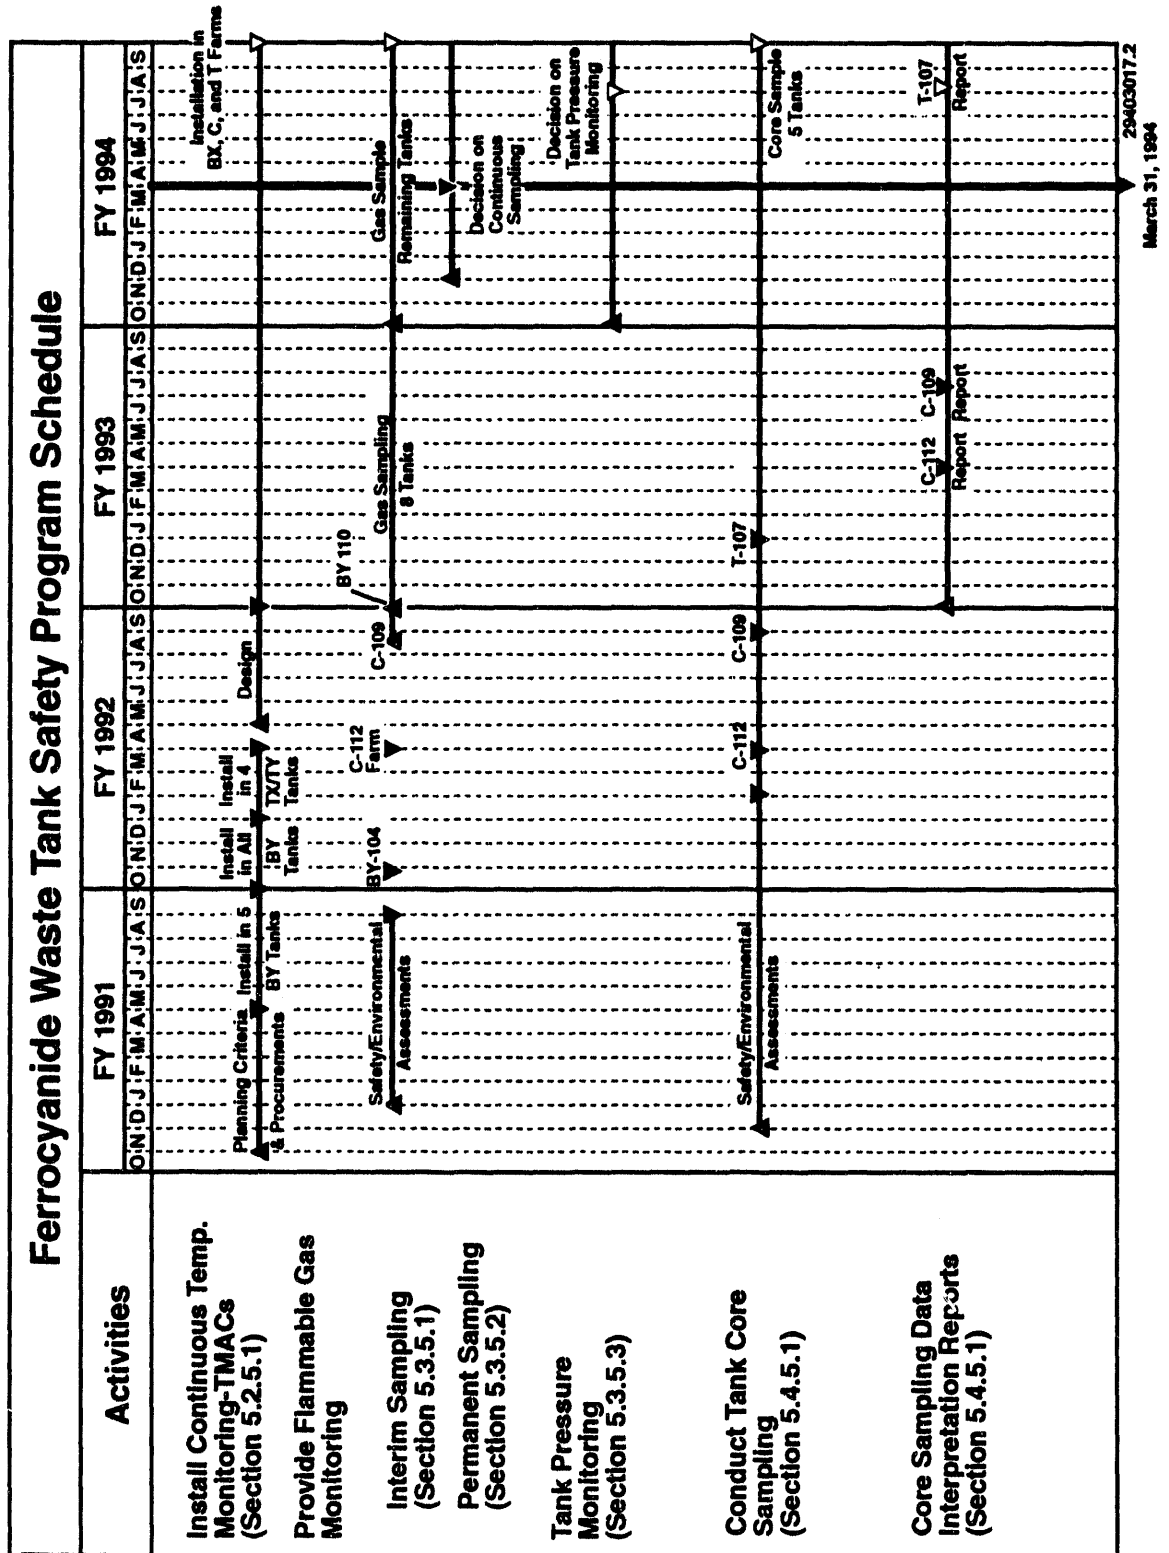 Ferrocyanide Waste Tank Safety Program Schedule
Activities
FY 1991
FY 1992
FY 1993
FY 1994
O N D J F M A M J J A S
O N D J F M A M J J A S
O N D J F M A M J J A S
O N D J F M A M J J A S
Install Continuous Temp.
Monitoring-TMACs
(Section 5.2.5.1)
Planning Criteria
& Procurements
Install in 5
BY Tanks
Install
in All
BY
Tanks
Install
in 4
TX/TY
Tanks
Design
Installation in
BX, C, and T Farms
Provide Flammable Gas
Monitoring
Interim Sampling
(Section 5.3.5.1)
Safety/Environmental
Assessments
BY-104
C-112
Farm
C-109
BY 110
Gas Sampling
8 Tanks
Gas Sample
Remaining Tanks
Permanent Sampling
(Section 5.3.5.2)
Decision on
Continuous
Sampling
Tank Pressure
Monitoring
(Section 5.3.5.3)
Decision on
Tank Pressure
Monitoring
Conduct Tank Core
Sampling
(Section 5.4.5.1)
Safety/Environmental
Assessments
C-112
C-109
T-107
Core Sample
5 Tanks
Core Sampling Data
Interpretation Reports
(Section 5.4.5.1)
C-112
Report
C-109
Report
T-107
Report
29403017.2
March 31, 1994